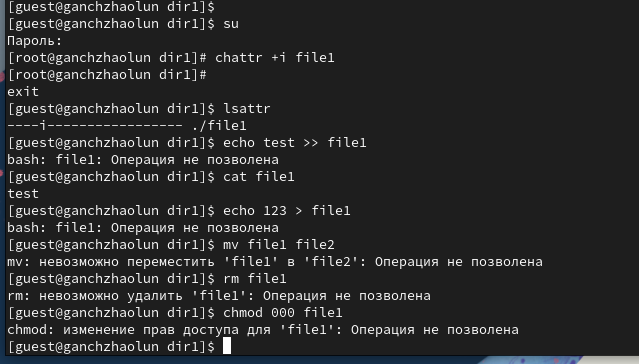 [guest@ganchzhaolun dir1]$
[guest@ganchzhaolun dir1]$ su
Пароль:
[root@ganchzhaolun dir1]# chattr +i file1
[root@ganchzhaolun dir1]#
exit
[guest@ganchzhaolun dir1]$ lsattr
----i----------------- ./file1
[guest@ganchzhaolun dir1]$ echo test >> file1
bash: file1: Операция не позволена
[guest@ganchzhaolun dir1]$ cat file1
test
[guest@ganchzhaolun dir1]$ echo 123 > file1
bash: file1: Операция не позволена
[guest@ganchzhaolun dir1]$ mv file1 file2
mv: невозможно переместить 'file1' в 'file2': Операция не позволена
[guest@ganchzhaolun dir1]$ rm file1
rm: невозможно удалить 'file1': Операция не позволена
[guest@ganchzhaolun dir1]$ chmod 000 file1
chmod: изменение прав доступа для 'file1': Операция не позволена
[guest@ganchzhaolun dir1]$